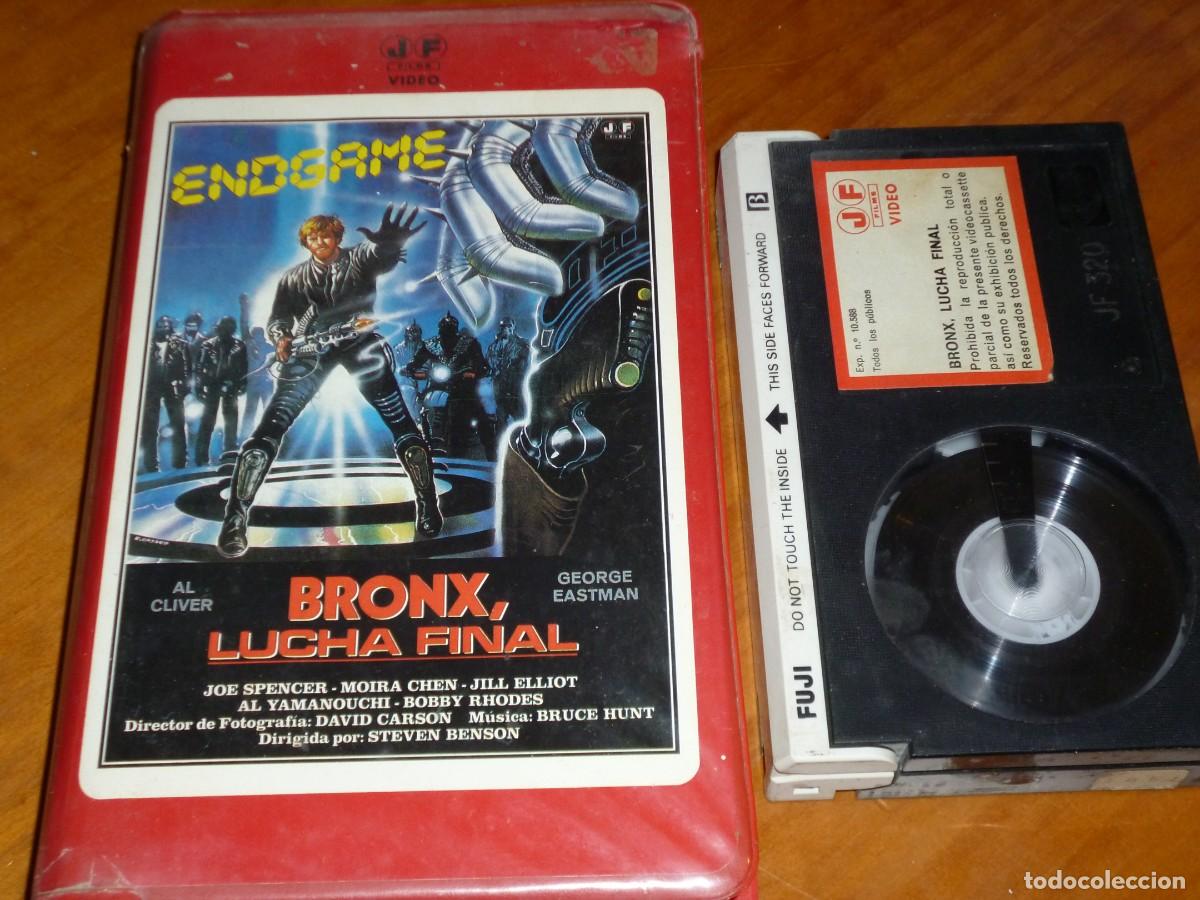 JF
FILMS
VIDEO
JF
FILMS
ENDGAME
E.CASARO
AL
CLIVER
GEORGE
EASTMAN
BRONX,
LUCHA FINAL
JOE SPENCER - MOIRA CHEN - JILL ELLIOT
AL YAMANOUCHI - BOBBY RHODES
Director de Fotografía: DAVID CARSON Música: BRUCE HUNT
Dirigida por: STEVEN BENSON
FUJI DO NOT TOUCH THE INSIDE THIS SIDE FACES FORWARD β
JF
FILMS
VIDEO
Exp. n.º 10.588
Todos los públicos
BRONX, LUCHA FINAL
Prohibida la reproducción total o
parcial de la presente videocassette
así como su exhibición publica.
Reservados todos los derechos.
JF 320
todocoleccion